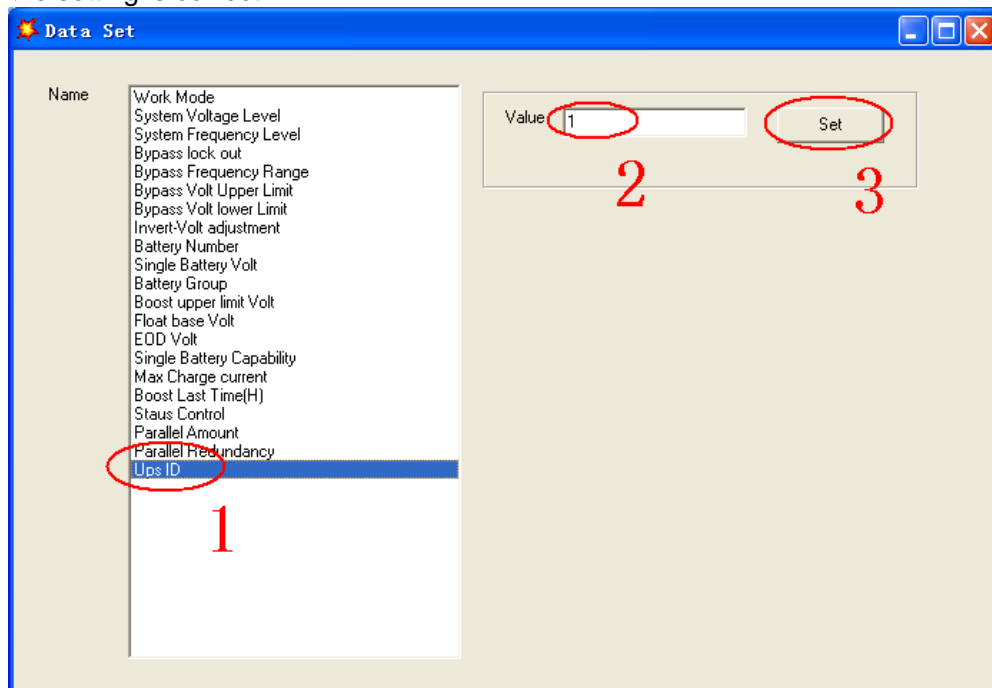 Data Set
Name
Work Mode
System Voltage Level
System Frequency Level
Bypass lock out
Bypass Frequency Range
Bypass Volt Upper Limit
Bypass Volt lower Limit
Invert-Volt adjustment
Battery Number
Single Battery Volt
Battery Group
Boost upper limit Volt
Float base Volt
EOD Volt
Single Battery Capability
Max Charge current
Boost Last Time(H)
Staus Control
Parallel Amount
Parallel Redundancy
Ups ID
1
Value 1
Set
2
3